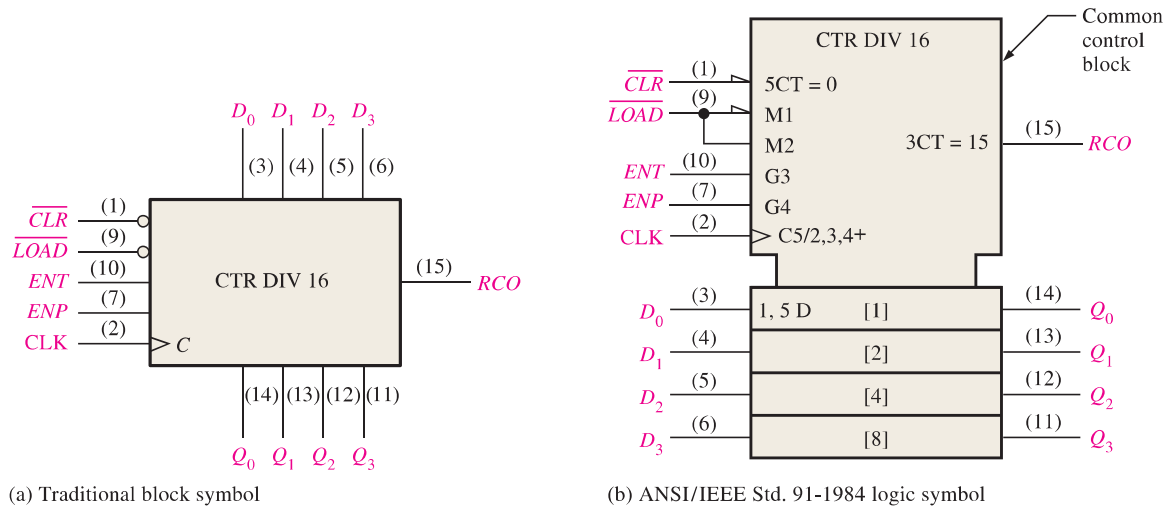 D0 D1 D2 D3
(3) (4) (5) (6)
CLR (1)
LOAD (9)
ENT (10)
ENP (7)
CLK (2) C
CTR DIV 16
(15) RCO
(14) (13) (12) (11)
Q0 Q1 Q2 Q3
(a) Traditional block symbol
CTR DIV 16
Common
control
block
CLR (1) 5CT = 0
LOAD (9) M1
M2 3CT = 15 (15) RCO
ENT (10) G3
ENP (7) G4
CLK (2) C5/2,3,4+
D0 (3) 1, 5 D [1] (14) Q0
D1 (4) [2] (13) Q1
D2 (5) [4] (12) Q2
D3 (6) [8] (11) Q3
(b) ANSI/IEEE Std. 91-1984 logic symbol